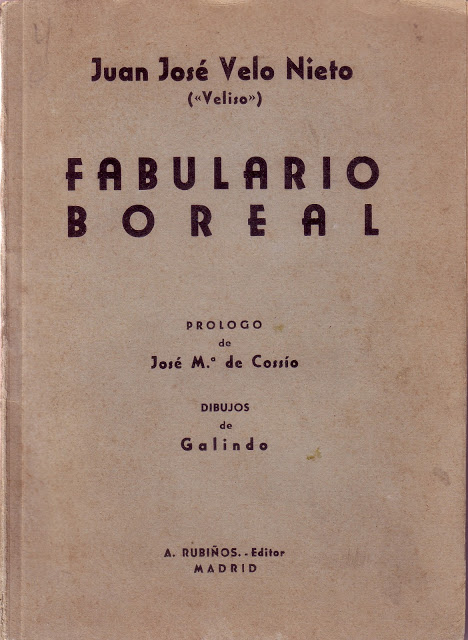 Juan José Velo Nieto
(«Veliso»)
FABULARIO
BOREAL
PROLOGO
de
José M.ª de Cossío
DIBUJOS
de
Galindo
A. RUBIÑOS.-Editor
MADRID